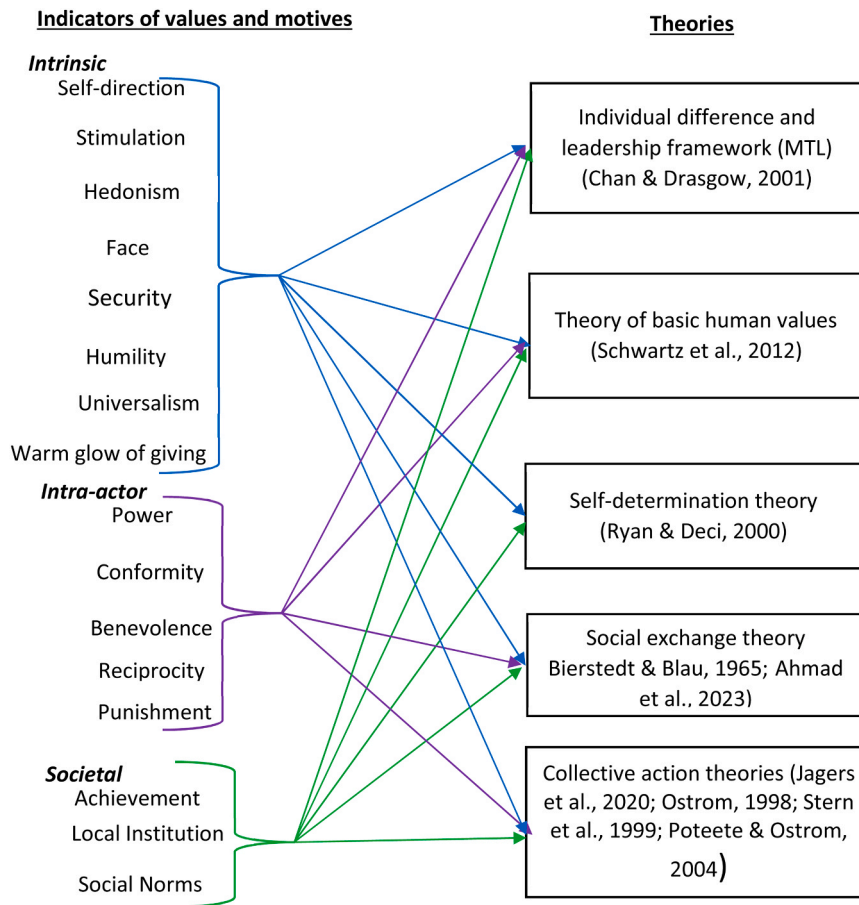 Indicators of values and motives
Intrinsic
Self-direction
Stimulation
Hedonism
Face
Security
Humility
Universalism
Warm glow of giving
Intra-actor
Power
Conformity
Benevolence
Reciprocity
Punishment
Societal
Achievement
Local Institution
Social Norms
Theories
Individual difference and
leadership framework (MTL)
(Chan & Drasgow, 2001)
Theory of basic human values
(Schwartz et al., 2012)
Self-determination theory
(Ryan & Deci, 2000)
Social exchange theory
Bierstedt & Blau, 1965; Ahmad
et al., 2023)
Collective action theories (Jagers
et al., 2020; Ostrom, 1998; Stern
et al., 1999; Poteete & Ostrom,
2004)